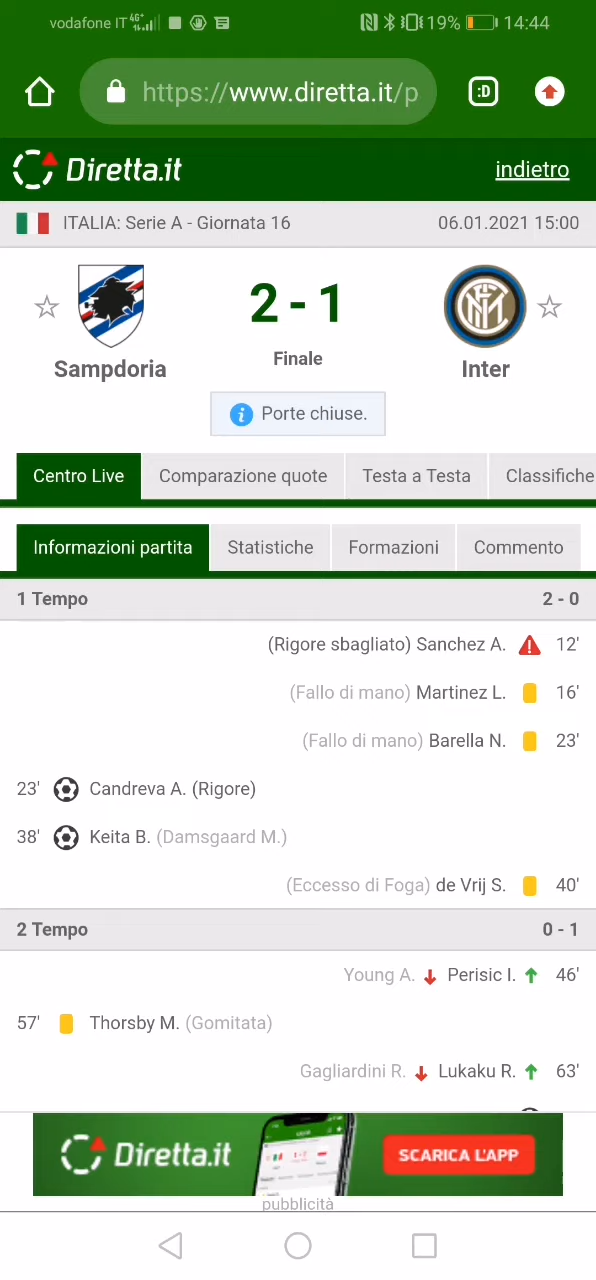 vodafone IT 4G+ 19% 14:44
https://www.diretta.it/p :D
Diretta.it indietro
ITALIA: Serie A - Giornata 16 06.01.2021 15:00
2 - 1
Sampdoria Finale Inter
Porte chiuse.
Centro Live Comparazione quote Testa a Testa Classifiche
Informazioni partita Statistiche Formazioni Commento
1 Tempo 2 - 0
(Rigore sbagliato) Sanchez A. 12'
(Fallo di mano) Martinez L. 16'
(Fallo di mano) Barella N. 23'
23' Candreva A. (Rigore)
38' Keita B. (Damsgaard M.)
(Eccesso di Foga) de Vrij S. 40'
2 Tempo 0 - 1
Young A. Perisic I. 46'
57' Thorsby M. (Gomitata)
Gagliardini R. Lukaku R. 63'
Diretta.it SCARICA L'APP
pubblicità